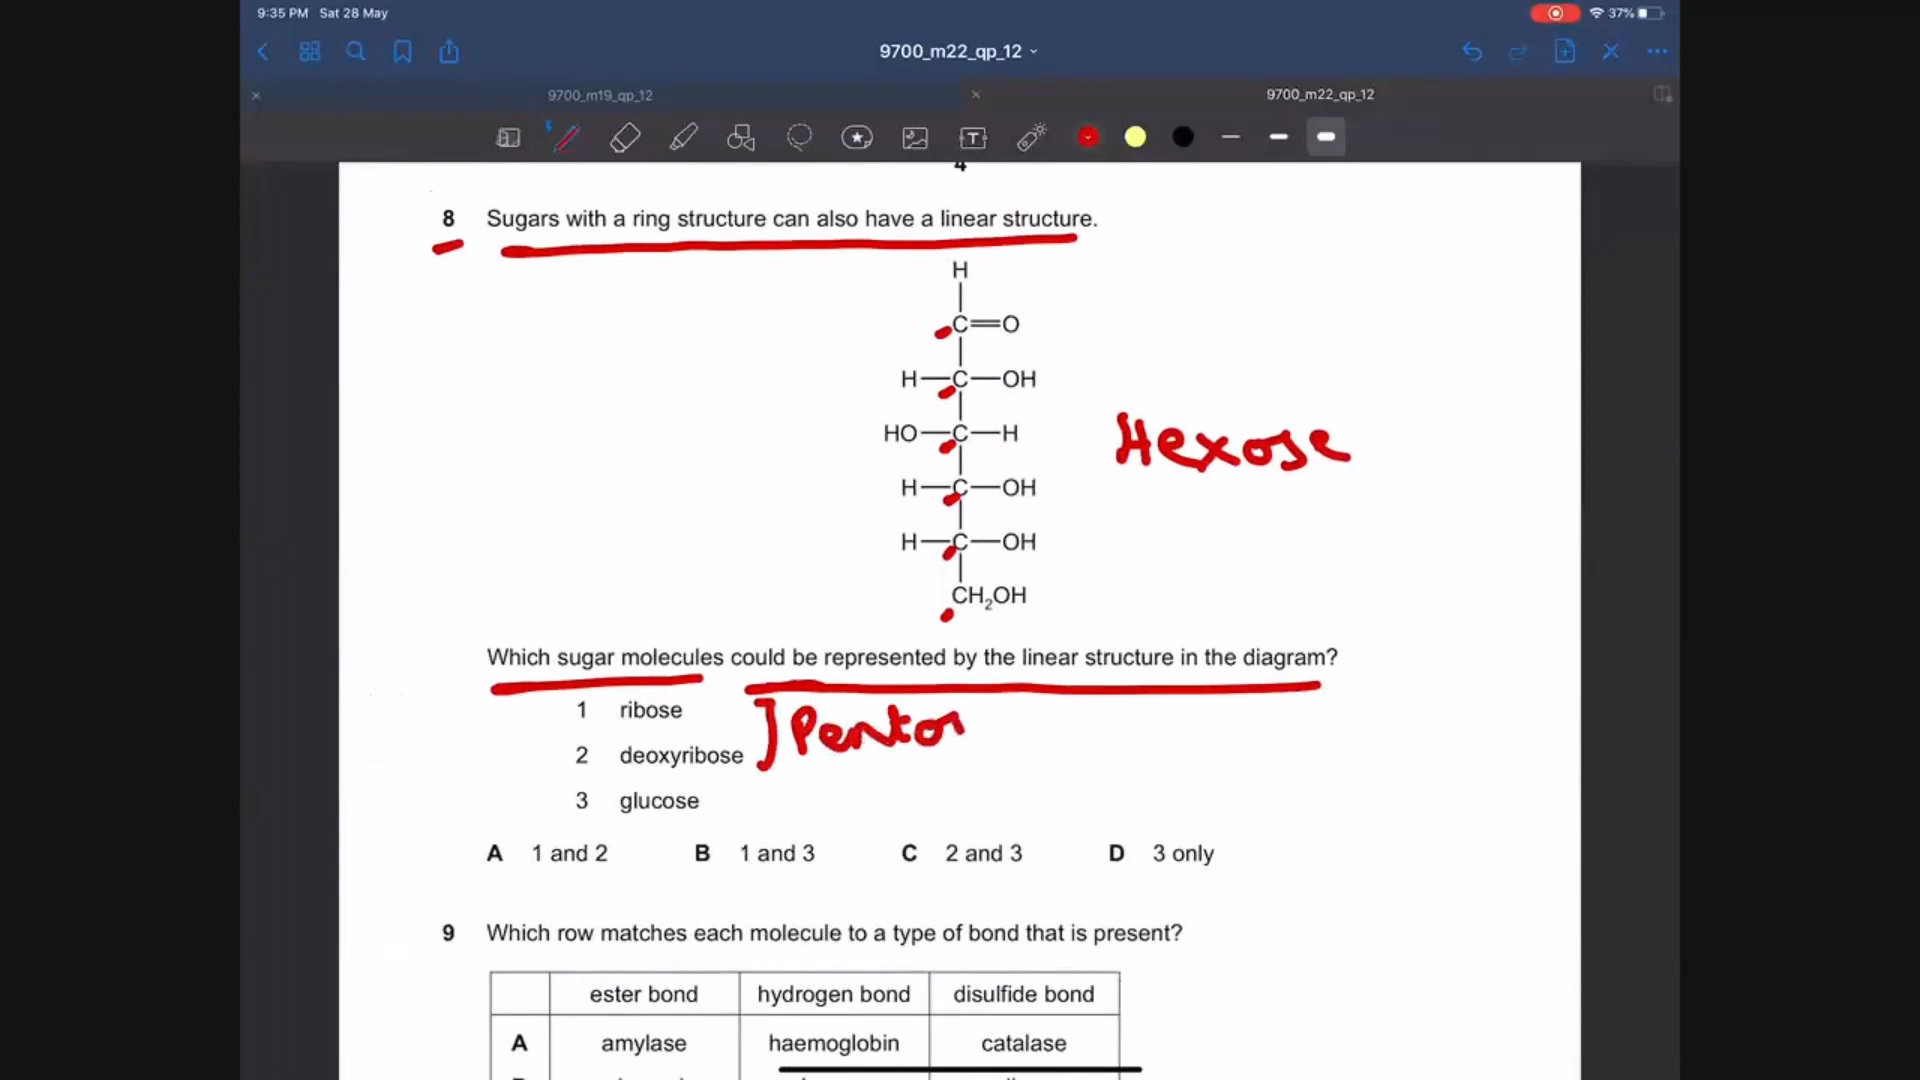 9:35 PM Sat 28 May
37%
9700_m22_qp_12
9700_m19_qp_12
9700_m22_qp_12
T
4
8 Sugars with a ring structure can also have a linear structure.
H
C=O
H—C—OH
HO—C—H
Hexose
H—C—OH
H—C—OH
CH₂OH
Which sugar molecules could be represented by the linear structure in the diagram?
1 ribose
] Pentos
2 deoxyribose
3 glucose
A 1 and 2 B 1 and 3 C 2 and 3 D 3 only
9 Which row matches each molecule to a type of bond that is present?
ester bond hydrogen bond disulfide bond
A amylase haemoglobin catalase